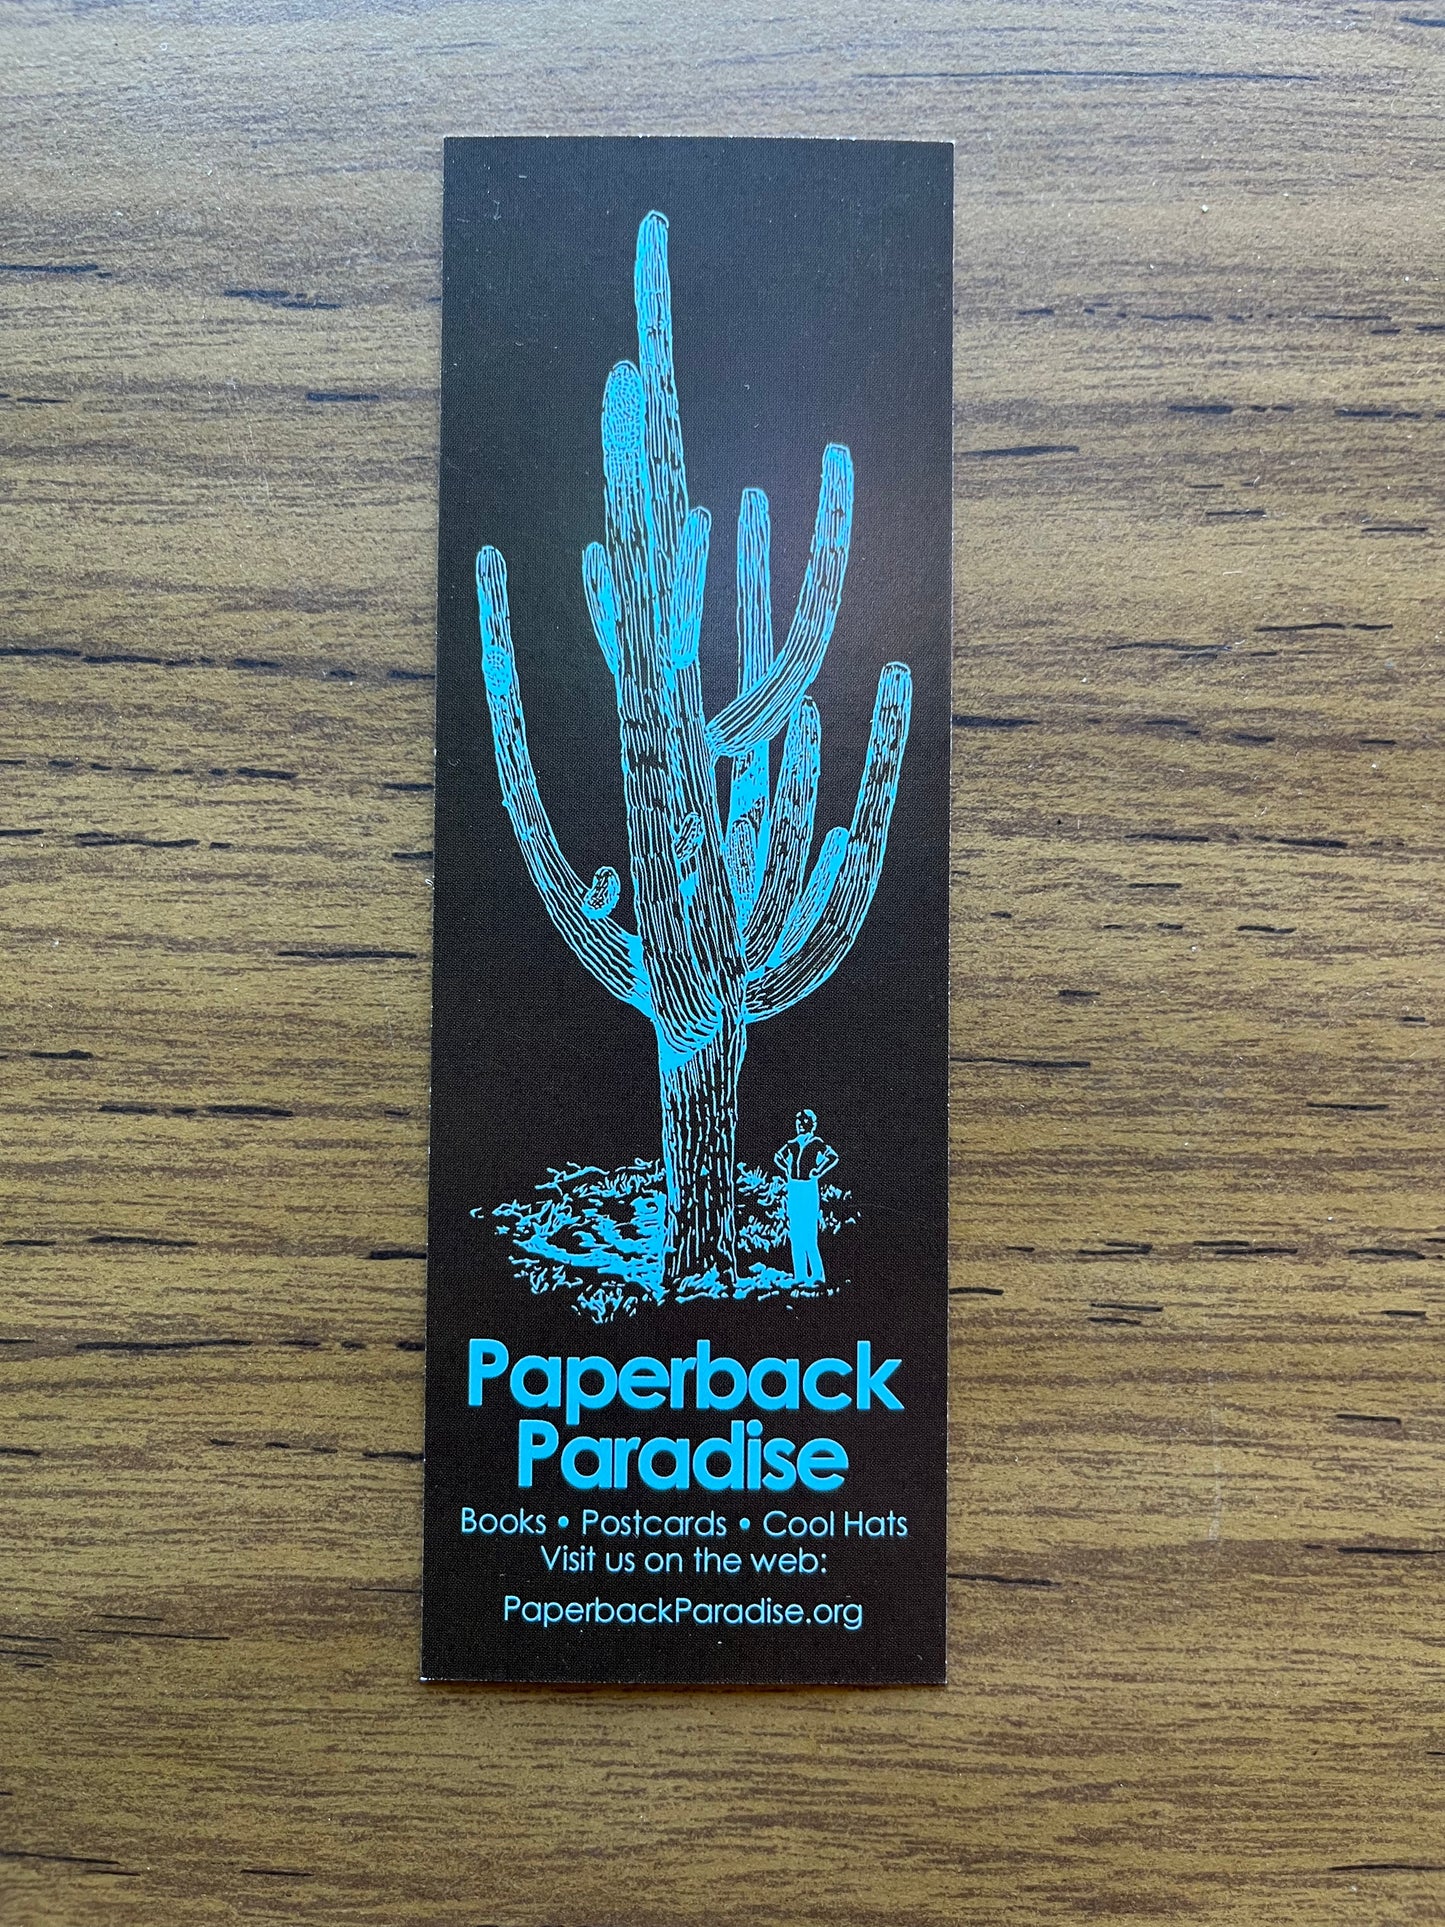 Paperback
Paradise
Books • Postcards • Cool Hats
Visit us on the web:
PaperbackParadise.org